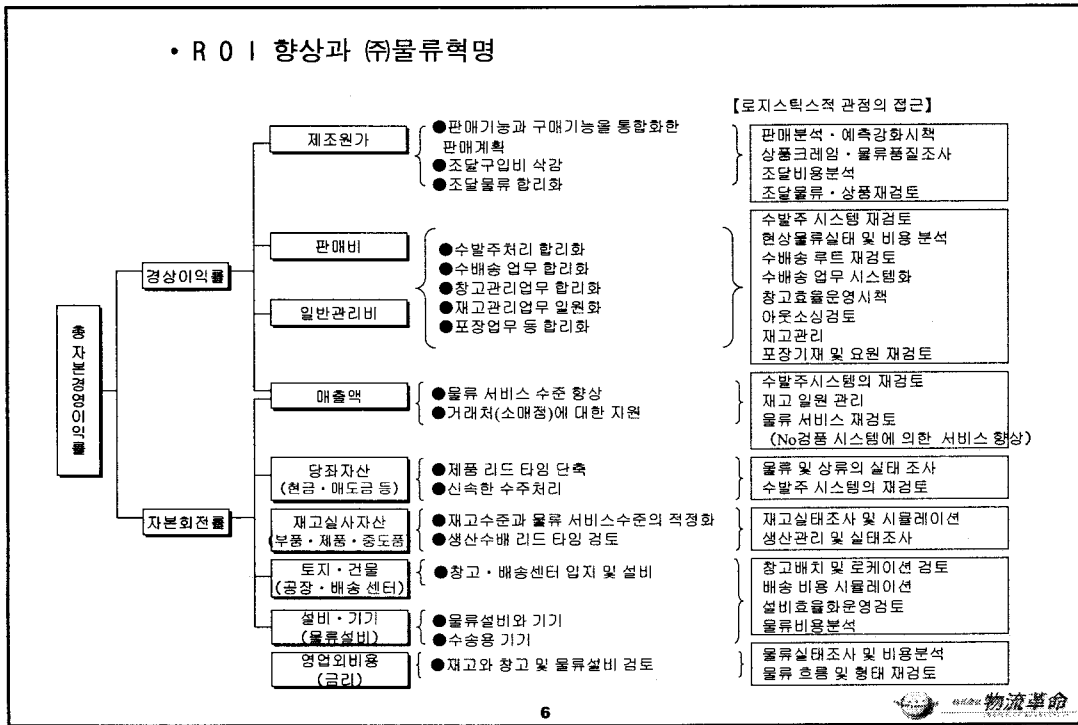 • R O I 향상과 ㈜물류혁명
【로지스틱스적 관점의 접근】
총 자본경영이익률
경상이익률
자본회전률
제조원가
●판매기능과 구매기능을 통합화한
판매계획
●조달구입비 삭감
●조달물류 합리화
판매분석・예측강화시책
상품크레임・물류품질조사
조달비용분석
조달물류・상품재검토
판매비
일반관리비
●수발주처리 합리화
●수배송 업무 합리화
●창고관리업무 합리화
●재고관리업무 일원화
●포장업무 등 합리화
수발주 시스템 재검토
현상물류실태 및 비용 분석
수배송 루트 재검토
수배송 업무 시스템화
창고효율운영시책
아웃소싱검토
재고관리
포장기재 및 요원 재검토
매출액
●물류 서비스 수준 향상
●거래처(소매점)에 대한 지원
수발주시스템의 재검토
재고 일원 관리
물류 서비스 재검토
(No검품 시스템에 의한 서비스 향상)
당좌자산
(현금・매도금 등)
●제품 리드 타임 단축
●신속한 수주처리
물류 및 상류의 실태 조사
수발주 시스템의 재검토
재고실사자산
(부품・제품・중도품)
●재고수준과 물류 서비스수준의 적정화
●생산수배 리드 타임 검토
재고실태조사 및 시뮬레이션
생산관리 및 실태조사
토지・건물
(공장・배송 센터)
●창고・배송센터 입지 및 설비
설비・기기
(물류설비)
●물류설비와 기기
●수송용 기기
창고배치 및 로케이션 검토
배송 비용 시뮬레이션
설비효율화운영검토
물류비용분석
영업외비용
(금리)
●재고와 창고 및 물류설비 검토
물류실태조사 및 비용분석
물류 흐름 및 형태 재검토
6
株式会社 物流革命